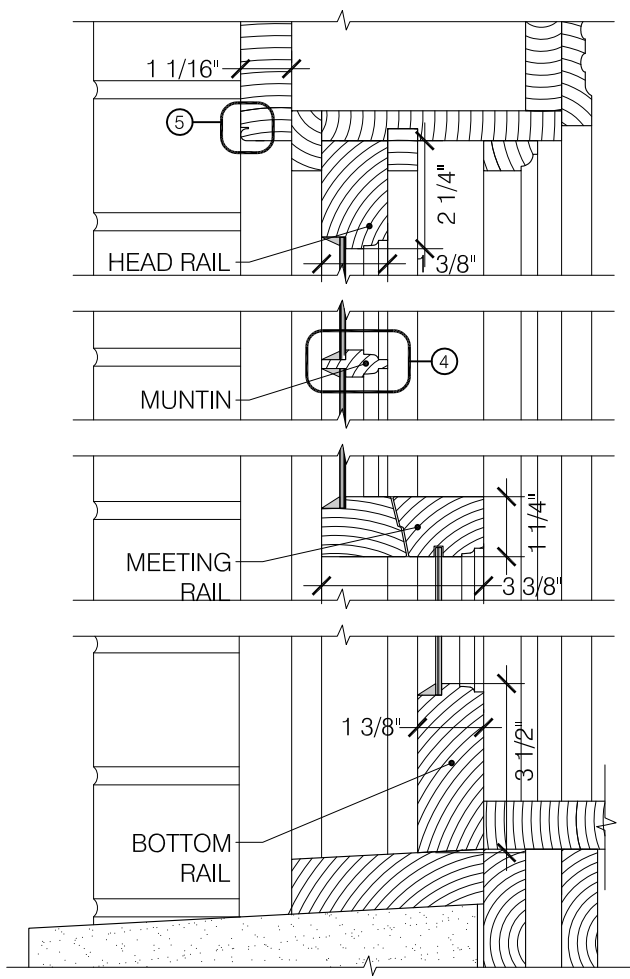 1 1/16"
5
2 1/4"
HEAD RAIL
1 3/8"
4
MUNTIN
1 1/4"
MEETING
RAIL
3 3/8"
1 3/8"
3 1/2"
BOTTOM
RAIL